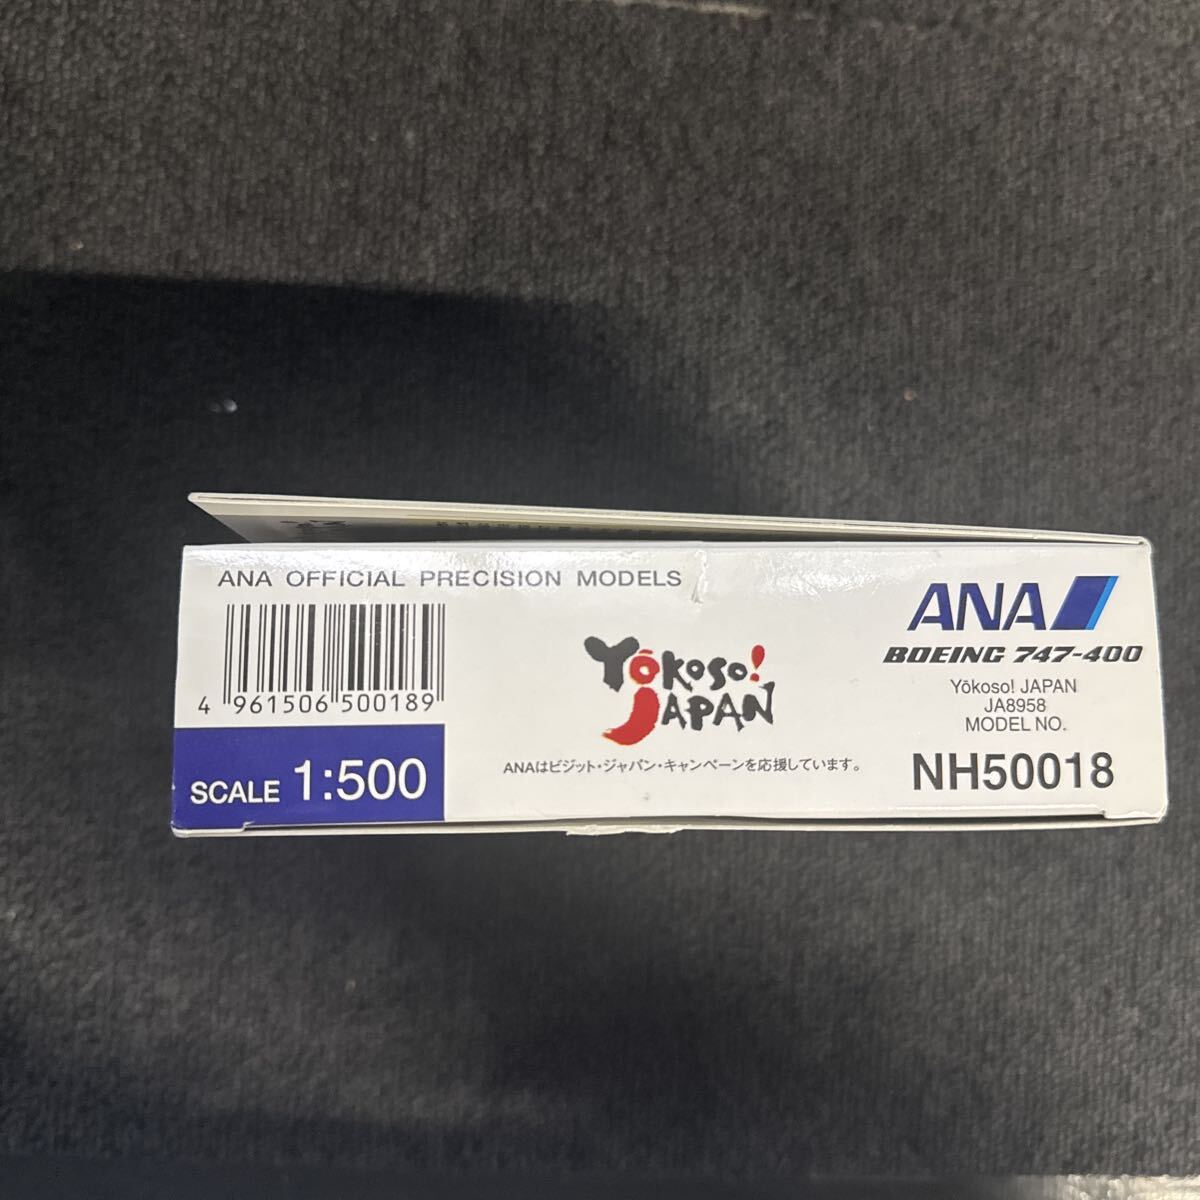 ANA OFFICIAL PRECISION MODELS
4 961506 500189
SCALE 1:500
Yōkoso!
JAPAN
ANAはビジット・ジャパン・キャンペーンを応援しています。
ANA
BOEING 747-400
Yōkoso! JAPAN
JA8958
MODEL NO.
NH50018